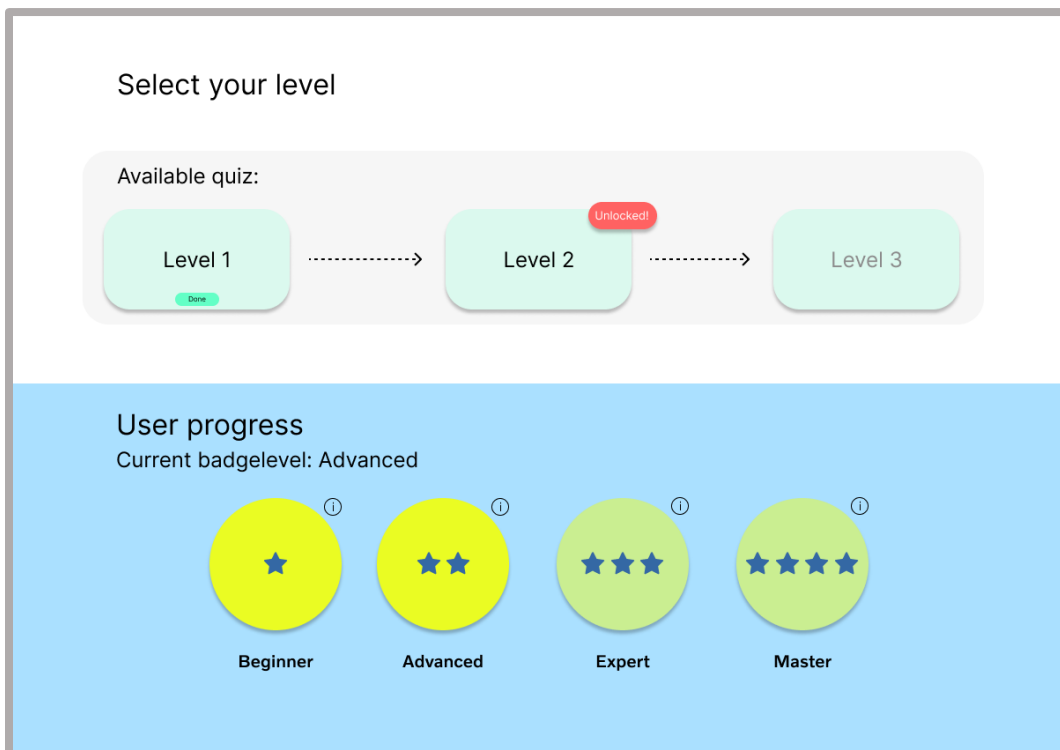 Select your level
Available quiz:
Unlocked!
Level 1
Level 2
Level 3
Done
User progress
Current badgelevel: Advanced
Beginner
Advanced
Expert
Master